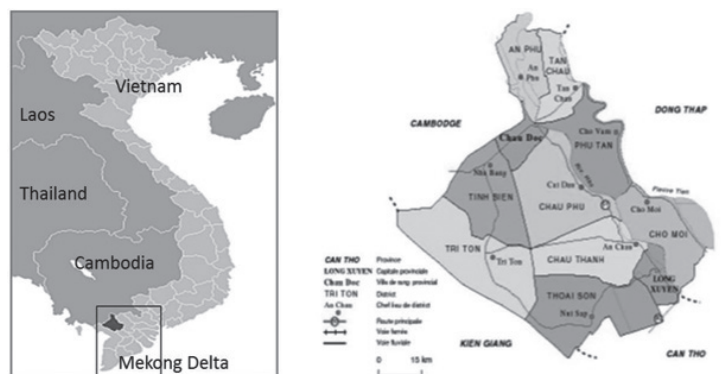 Vietnam
Laos
Thailand
Cambodia
Mekong Delta
AN PHU
An
Phu
TAN
CHAU
Tan
Chau
CAMBODGE
DONG THAP
Chau Doc
Cho Vam
PHU TAN
Nha Bang
TINH BIEN
Cai Dau
CHAU PHU
Cho Moi
CHO MOI
TRI TON
Tri Ton
An Chau
CHAU THANH
LONG
XUYEN
THOAI SON
Nui Sap
KIEN GIANG
CAN THO
CAN THO Province
LONG XUYEN Capitale provinciale
Chau Doc Ville de rang provincial
TRI TON District
An Chau Chef lieu de district
Route principale
Voie ferrée
Voie fluviale
0 15 km